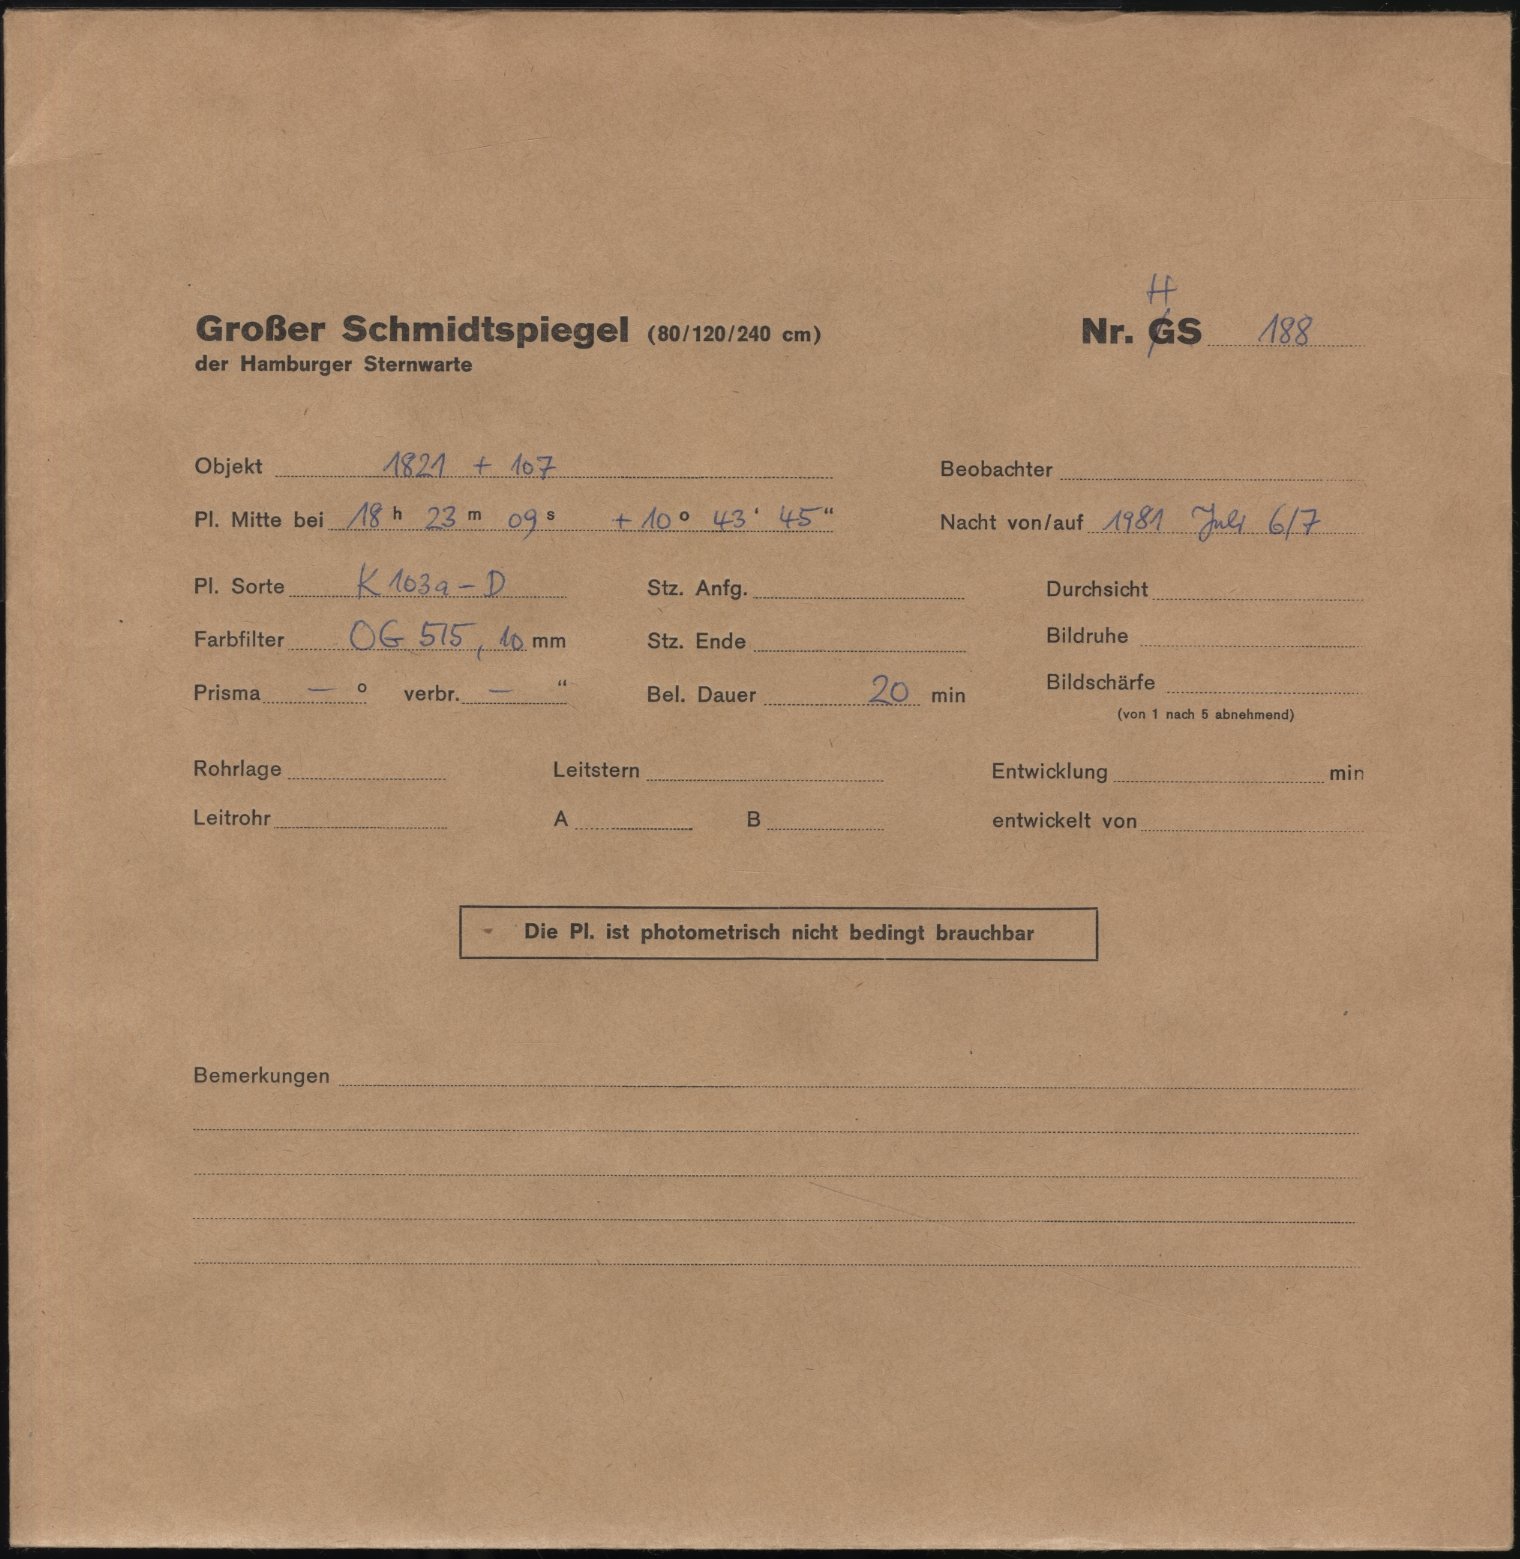 H
Großer Schmidtspiegel (80/120/240 cm) Nr. GS 188
der Hamburger Sternwarte
Objekt 1821 + 107 Beobachter
Pl. Mitte bei 18 h 23 m 09 s + 10 ° 43 ' 45 " Nacht von/auf 1981 Juli 6/7
Pl. Sorte K 103a - D Stz. Anfg. Durchsicht
Farbfilter OG 515, 10 mm Stz. Ende Bildruhe
Prisma — ° verbr. — " Bel. Dauer 20 min Bildschärfe
(von 1 nach 5 abnehmend)
Rohrlage Leitstern Entwicklung min
Leitrohr A B entwickelt von
Die Pl. ist photometrisch nicht bedingt brauchbar
Bemerkungen